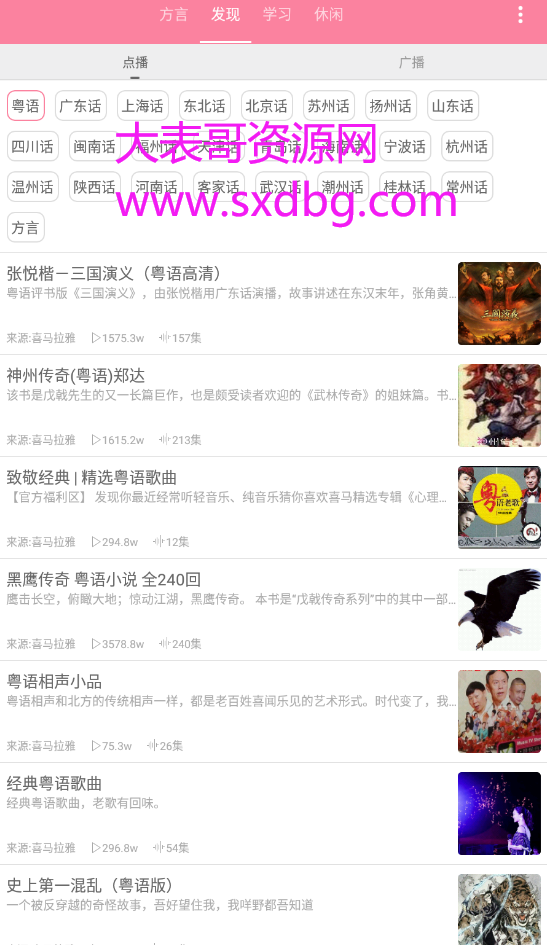 方言 发现 学习 休闲
点播 广播
粤语 广东话 上海话 东北话 北京话 苏州话 扬州话 山东话
四川话 闽南话 福州话 天津话 青岛话 海南话 宁波话 杭州话
大表哥资源网
温州话 陕西话 河南话 客家话 武汉话 潮州话 桂林话 常州话
www.sxdbg.com
方言
张悦楷－三国演义（粤语高清）
粤语评书版《三国演义》，由张悦楷用广东话演播，故事讲述在东汉末年，张角黄...
三国演义
来源:喜马拉雅 1575.3w 157集
神州传奇(粤语)郑达
该书是戊戟先生的又一长篇巨作，也是颇受读者欢迎的《武林传奇》的姐妹篇。书...
来源:喜马拉雅 1615.2w 213集
致敬经典 | 精选粤语歌曲
【官方福利区】 发现你最近经常听轻音乐、纯音乐猜你喜欢喜马精选专辑《心理...
粤语老歌
来源:喜马拉雅 294.8w 12集
黑鹰传奇 粤语小说 全240回
鹰击长空，俯瞰大地；惊动江湖，黑鹰传奇。 本书是”戊戟传奇系列”中的其中一部...
来源:喜马拉雅 3578.8w 240集
粤语相声小品
粤语相声和北方的传统相声一样，都是老百姓喜闻乐见的艺术形式。时代变了，我...
来源:喜马拉雅 75.3w 26集
经典粤语歌曲
经典粤语歌曲，老歌有回味。
来源:喜马拉雅 296.8w 54集
史上第一混乱（粤语版）
一个被反穿越的奇怪故事，吾好望住我，我咩野都吾知道